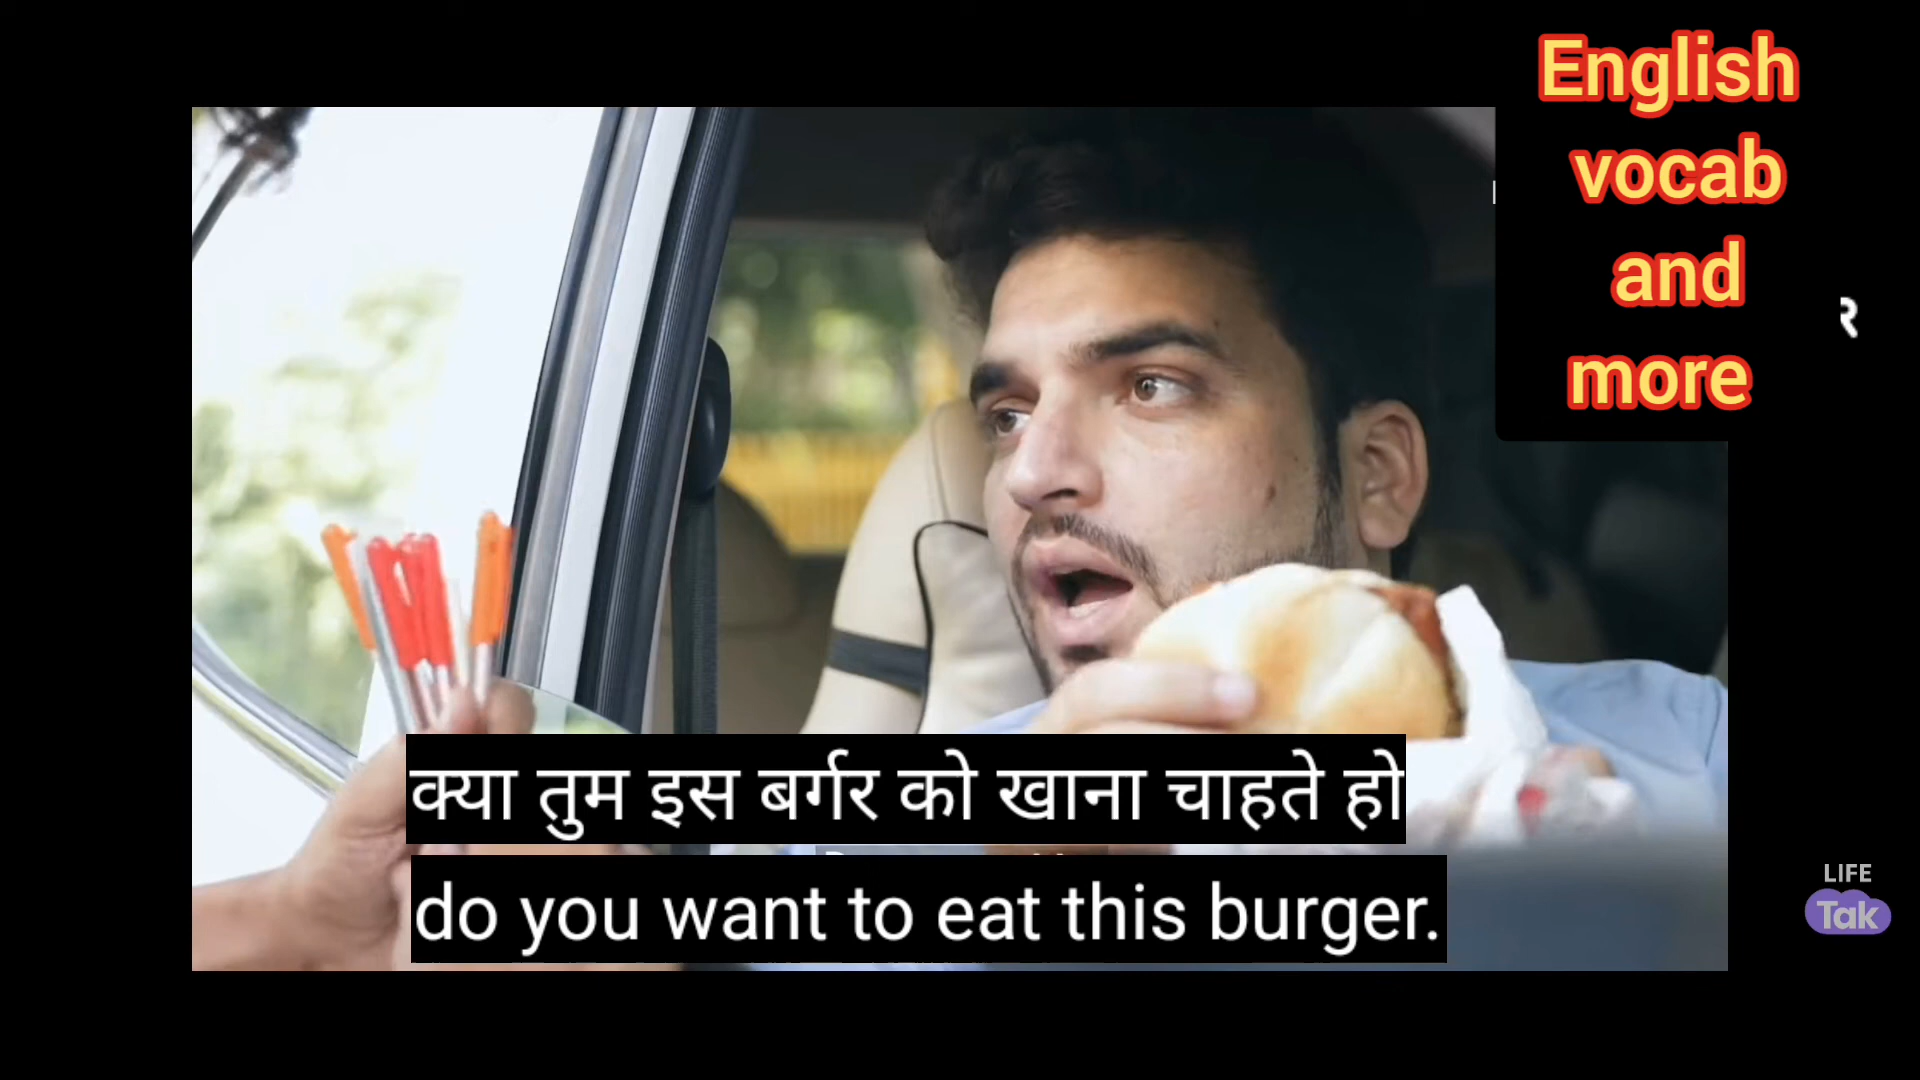 English
vocab
and
more
र
क्या तुम इस बर्गर को खाना चाहते हो
do you want to eat this burger.
LIFE
Tak